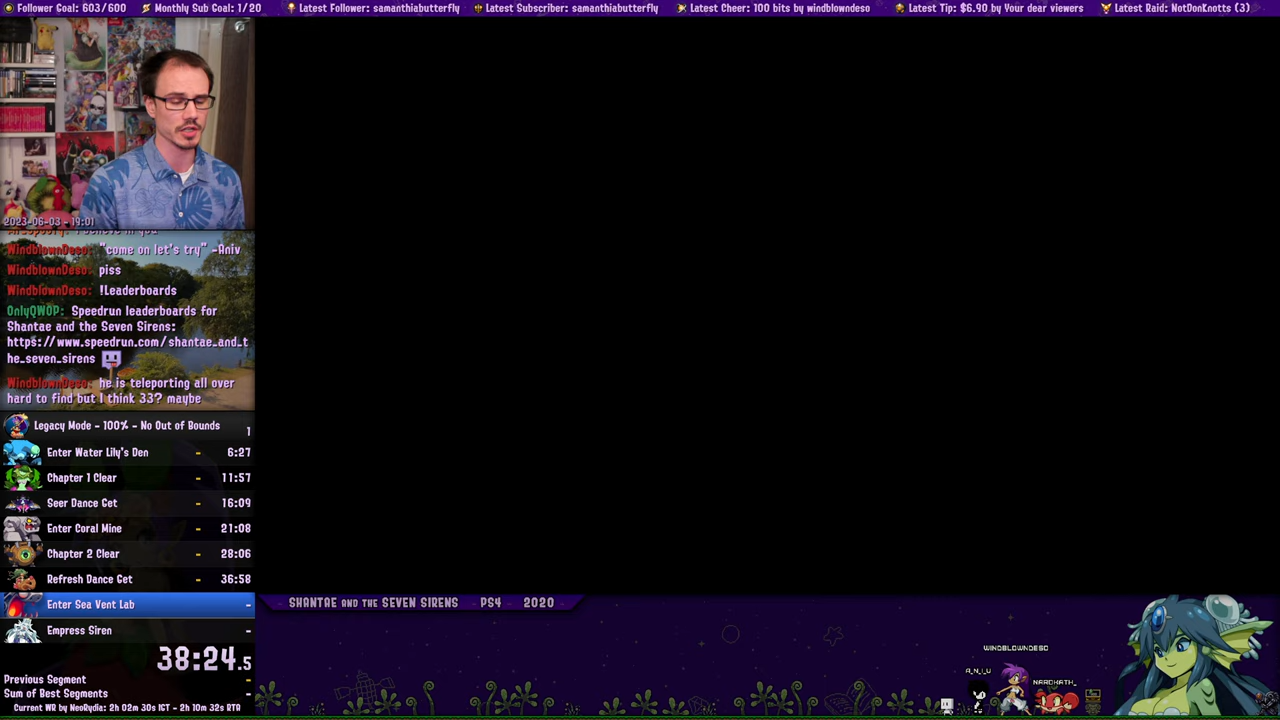 Follower Goal: 603/600
Monthly Sub Goal: 1/20
Latest Follower: samanthiabutterfly
Latest Subscriber: samanthiabutterfly
Latest Cheer: 100 bits by windblowndeso
Latest Tip: $6.90 by Your dear viewers
Latest Raid: NotDonKnotts (3)
2023-06-03 - 19:01
WindblownDeso: "come on let's try" -Aniv
WindblownDeso: piss
WindblownDeso: !Leaderboards
OnlyQWOP: Speedrun leaderboards for
Shantae and the Seven Sirens:
https://www.speedrun.com/shantae_and_t
he_seven_sirens
WindblownDeso: he is teleporting all over
hard to find but I think 33? maybe
Legacy Mode - 100% - No Out of Bounds
1
Enter Water Lily's Den - 6:27
Chapter 1 Clear - 11:57
Seer Dance Get - 16:09
Enter Coral Mine - 21:08
Chapter 2 Clear - 28:06
Refresh Dance Get - 36:58
Enter Sea Vent Lab -
Empress Siren -
38:24.5
Previous Segment -
Sum of Best Segments -
Current WR by NeoRydia: 2h 02m 30s IGT - 2h 10m 32s RTA
- SHANTAE AND THE SEVEN SIRENS - PS4 - 2020 -
WINDBLOWNDESO
A_N_I_V
NARCKATH_